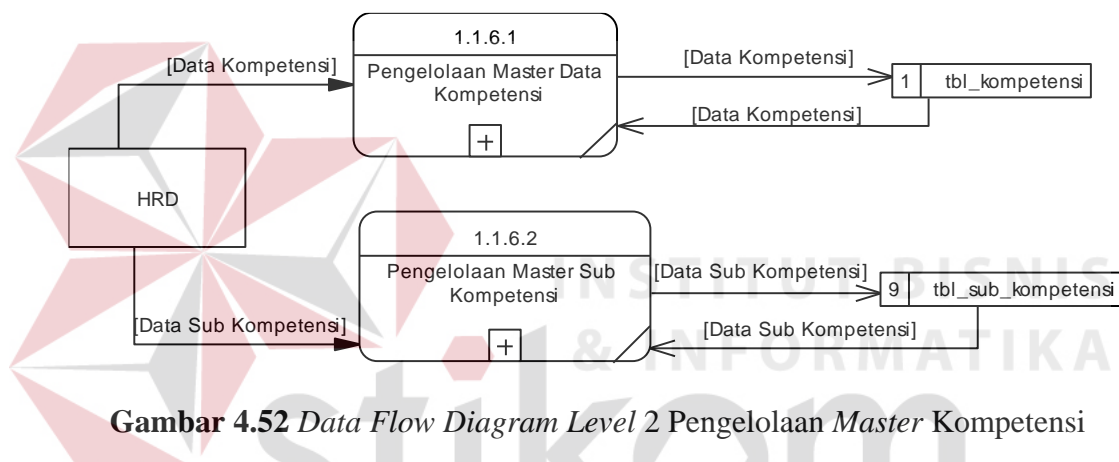 1.1.6.1
[Data Kompetensi]
Pengelolaan Master Data
Kompetensi
+
[Data Kompetensi]
1 tbl_kompetensi
[Data Kompetensi]
HRD
1.1.6.2
Pengelolaan Master Sub
Kompetensi
+
[Data Sub Kompetensi]
[Data Sub Kompetensi]
9 tbl_sub_kompetensi
[Data Sub Kompetensi]
INSTITUT BISNIS
& INFORMATIKA
stikom
Gambar 4.52 Data Flow Diagram Level 2 Pengelolaan Master Kompetensi